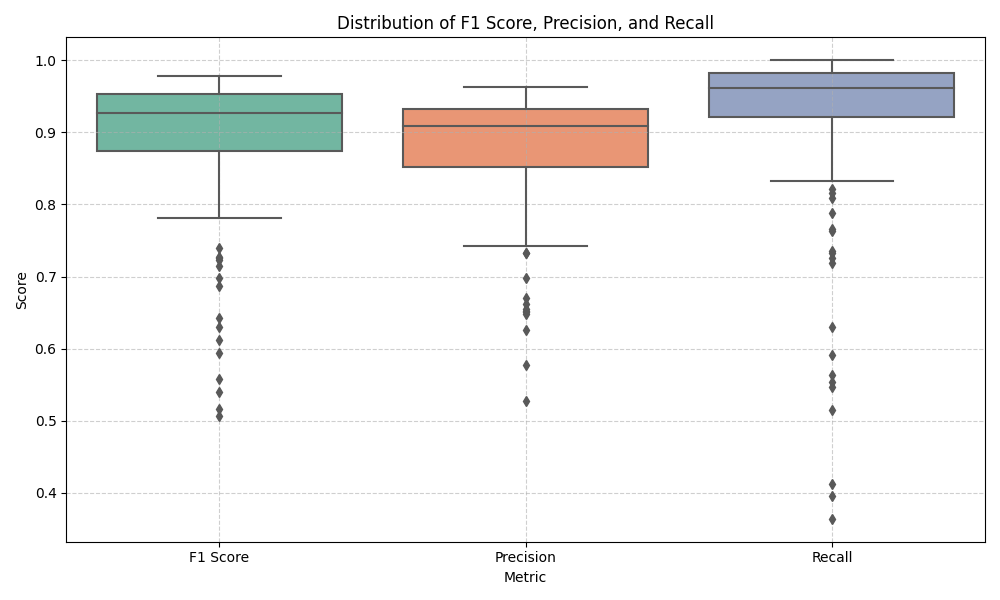 Distribution of F1 Score, Precision, and Recall
Score
1.0
0.9
0.8
0.7
0.6
0.5
0.4
F1 Score
Precision
Recall
Metric